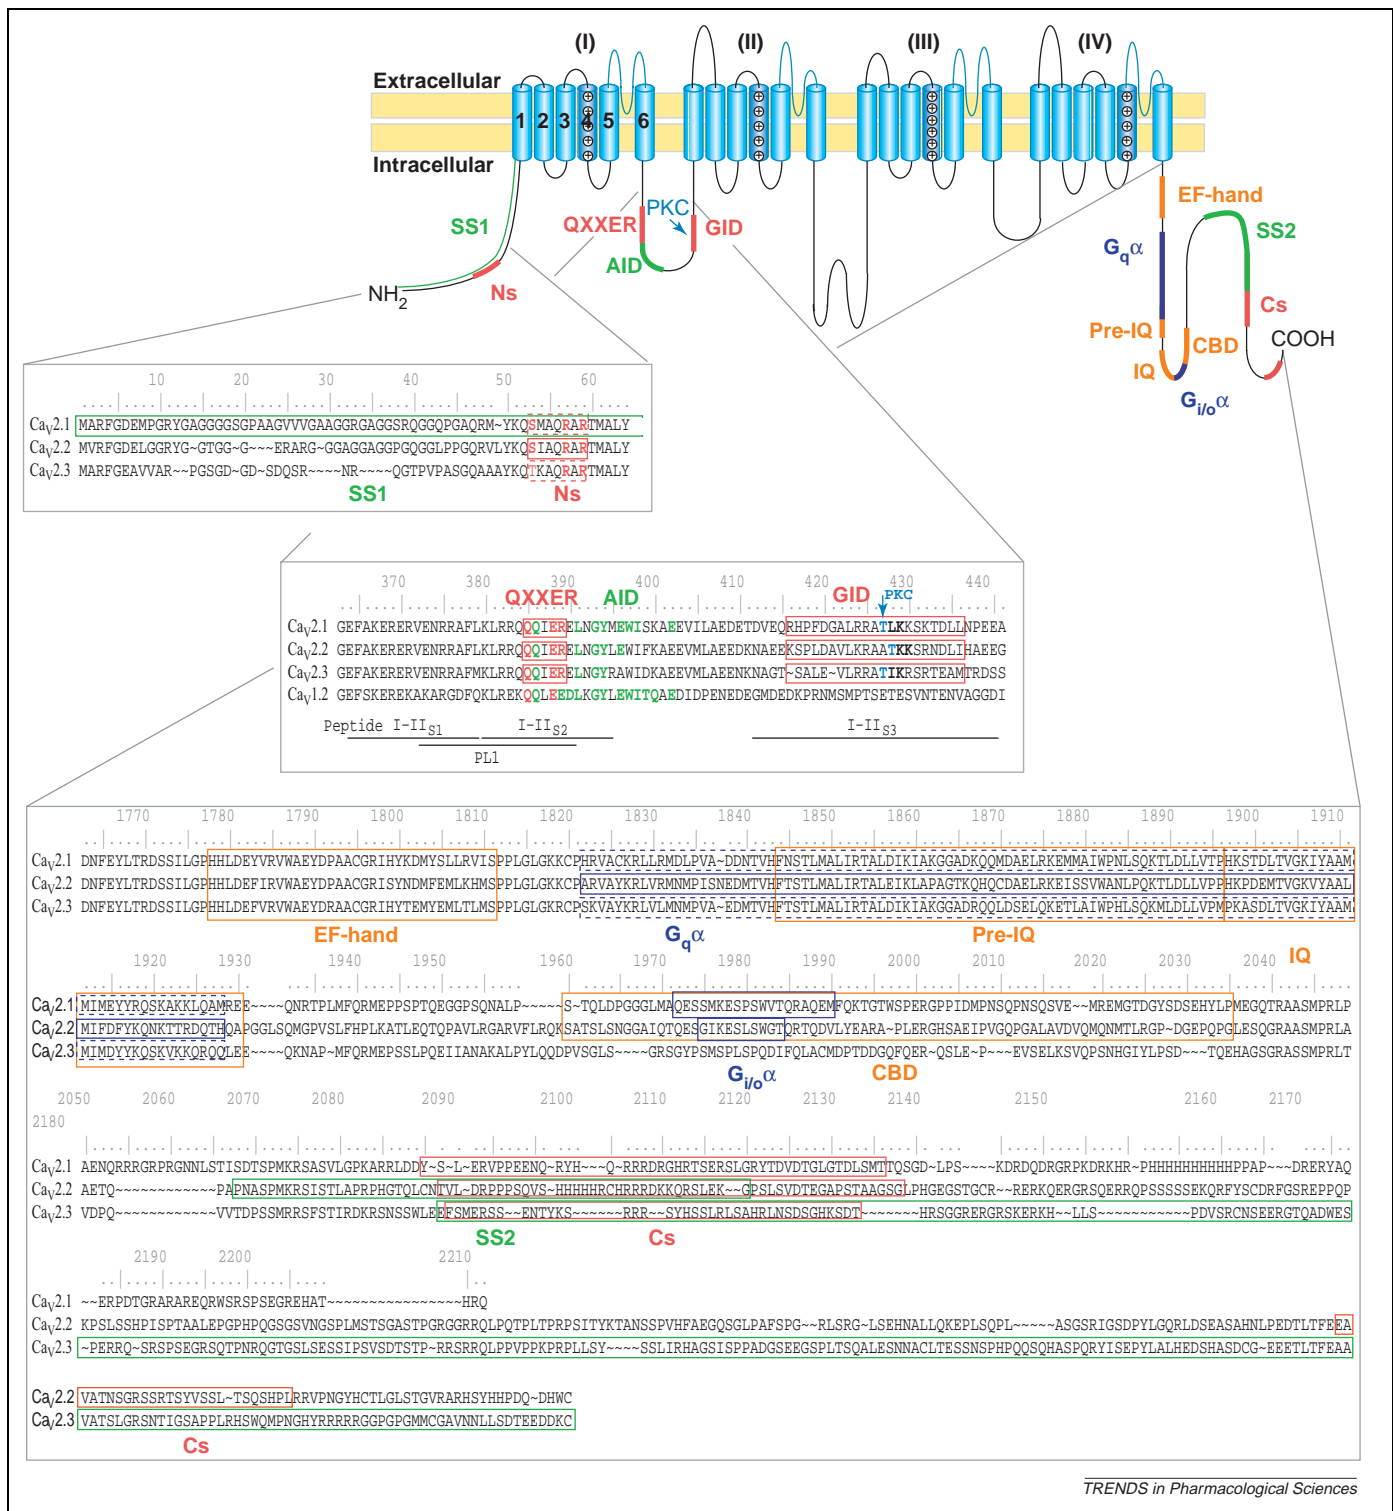 (I) (II) (III) (IV)
Extracellular
1 2 3 4 5 6
Intracellular
SS1
Ns
NH2
QXXER
PKC
GID
AID
EF-hand
Gqα
SS2
Pre-IQ
CBD
Cs
IQ
COOH
Gi/oα
10 20 30 40 50 60
CaV2.1 MARFGDEMPGRYGAGGGGSGPAAGVVVGAAGGRGAGGSRQGGQPGAQRM~YKQSMAQRARTMALY
CaV2.2 MVRFGDELGGRYG~GTGG~G~~~ERARG~GGAGGAGGPGQGGLPPGQRVLYKQSIAQRARTMALY
CaV2.3 MARFGEAVVAR~~PGSGD~GD~SDQSR~~~~NR~~~~QGTPVPASGQAAAYKQTKAQRARTMALY
SS1 Ns
370 380 390 400 410 420 430 440
QXXER AID GID PKC
CaV2.1 GEFAKERERVENRRAFLKLRRQQQIERELNGYMEWISKAEEVILAEDETDVEQRHPFDGALRRATLKKSKTDLLNPEEA
CaV2.2 GEFAKERERVENRRAFLKLRRQQQIERELNGYLEWIFKAEEVMLAEEDKNAEEKSPLDAVLKRAATKKSRNDLIHAEEG
CaV2.3 GEFAKERERVENRRAFMKLRRQQQIERELNGYRAWIDKAEEVMLAEENKNAGT~SALE~VLRRATIKRSRTEAMTRDSS
CaV1.2 GEFSKEREKAKARGDFQKLREKQQLEEDLKGYLEWITQAEDIDPENEDEGMDEDKPRNMSMPTSETESVNTENVAGGDI
Peptide I-IIS1 I-IIS2 I-IIS3
PL1
1770 1780 1790 1800 1810 1820 1830 1840 1850 1860 1870 1880 1890 1900 1910
CaV2.1 DNFEYLTRDSSILGPHHLDEYVRVWAEYDPAACGRIHYKDMYSLLRVISPPLGLGKKCPHRVACKRLLRMDLPVA~DDNTVHFNSTLMALIRTALDIKIAKGGADKQQMDAELRKEMMAIWPNLSQKTLDLLVTPHKSTDLTVGKIYAAM
CaV2.2 DNFEYLTRDSSILGPHHLDEFIRVWAEYDPAACGRISYNDMFEMLKHMSPPLGLGKKCPARVAYKRLVRMNMPISNEDMTVHFTSTLMALIRTALEIKLAPAGTKQHQCDAELRKEISSVWANLPQKTLDLLVPPHKPDEMTVGKVYAAL
CaV2.3 DNFEYLTRDSSILGPHHLDEFVRVWAEYDRAACGRIHYTEMYEMLTLMSPPLGLGKRCPSKVAYKRLVLMNMPVA~EDMTVHFTSTLMALIRTALDIKIAKGGADRQQLDSELQKETLAIWPHLSQKMLDLLVPMPKASDLTVGKIYAAM
EF-hand Gqα Pre-IQ
1920 1930 1940 1950 1960 1970 1980 1990 2000 2010 2020 2030 2040 IQ
CaV2.1 MIMEYYRQSKAKKLQAMREE~~~~QNRTPLMFQRMEPPSPTQEGGPSQNALP~~~~S~TQLDPGGGLMAQESSMKESPSWVTQRAQEMFQKTGTWSPERGPPIDMPNSQPNSQSVE~~MREMGTDGYSDSEHYLPMEGQTRAASMPRLP
CaV2.2 MIFDFYKQNKTTRDQTHQAPGGLSQMGPVSLFHPLKATLEQTQPAVLRGARVFLRQKSATSLSNGGAIQTQESGIKESLSWGTQRTQDVLYEARA~PLERGHSAEIPVGQPGALAVDVQMQNMTLRGP~DGEPQPGLESQGRAASMPRLA
CaV2.3 MIMDYYKQSKVKKQRQQLEE~~~~QKNAP~MFQRMEPSSLPQEIIANAKALPYLQQDPVSGLS~~~~GRSGYPSMSPLSPQDIFQLACMDPTDDGQFQER~QSLE~P~~~EVSELKSVQPSNHGIYLPSD~~~TQEHAGSGRASSMPRLT
Gi/oα CBD
2050 2060 2070 2080 2090 2100 2110 2120 2130 2140 2150 2160 2170
2180
CaV2.1 AENQRRRGRPRGNNLSTISDTSPMKRSASVLGPKARRLDDY~S~L~ERVPPEENQ~RYH~~~Q~RRRDRGHRTSERSLGRYTDVDTGLGTDLSMTTQSGD~LPS~~~~KDRDQDRGRPKDRKHR~PHHHHHHHHHHPPAP~~DRERYAQ
CaV2.2 AETQ~~~~~~~~~~~~PAPNASPMKRSISTLAPRPHGTQLCNTVL~DRPPPSQVS~HHHHHRCHRRRDKKQRSLEK~~GPSLSVDTEGAPSTAAGSGLPHGEGSTGCR~~RERKQERGRSQERRQPSSSSSEKQRFYSCDRFGSREPPQP
CaV2.3 VDPQ~~~~~~~~~~~~VVTDPSSMRRSFSTIRDKRSNSSWLEEFSMERSS~~ENTYKS~~~~~RRR~SYHSSLRLSAHRLNSDSGHKSDT~~~~~~~HRSGGRERGRSKERKH~~LLS~~~~~~~~~~PDVSRCNSEERGTQADWES
SS2 Cs
2190 2200 2210
CaV2.1 ~~ERPDTGRARAREQRWSRSPSEGREHAT~~~~~~~~~~~~~~~~HRQ
CaV2.2 KPSLSSHPISPTAALEPGPHPQGSGSVNGSPLMSTSGASTPGRGGRRQLPQTPLTPRPSITYKTANSSPVHFAEGQSGLPAFSPG~~RLSRG~LSEHNALLQKEPLSQPL~~~~~ASGSRIGSDPYLGQRLDSEASAHNLPEDTLTFEEA
CaV2.3 ~PERRQ~SRSPSEGRSQTPNRQGTGSLSESSIPSVSDTSTP~RRSRRQLPPVPPKPRPLLSY~~~~SSLIRHAGSISPPADGSEEGSPLTSQALESNNACLTESSNSPHPQQSQHASPQRYISEPYLALHEDSHASDCG~EEETLTFEAA
CaV2.2 VATNSGRSSRTSYVSSL~TSQSHPLRRVPNGYHCTLGLSTGVRARHSYHHPDQ~DHWC
CaV2.3 VATSLGRSNTIGSAPPLRHSWQMPNGHYRRRRRGGPGPGMMCGAVNNLLSDTEEDDKC
Cs
TRENDS in Pharmacological Sciences